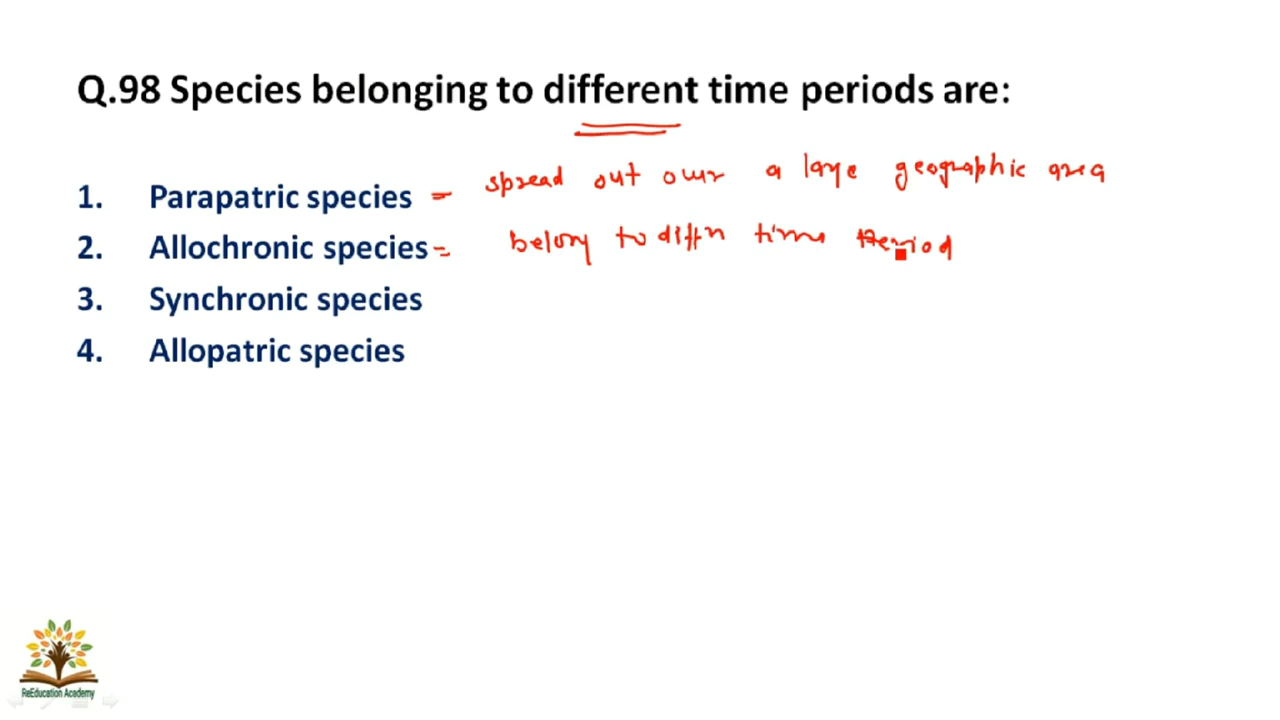 Q.98 Species belonging to different time periods are:
1. Parapatric species = spread out over a large geographic area
2. Allochronic species = belong to diffn time Period
3. Synchronic species
4. Allopatric species
ReEducation Academy